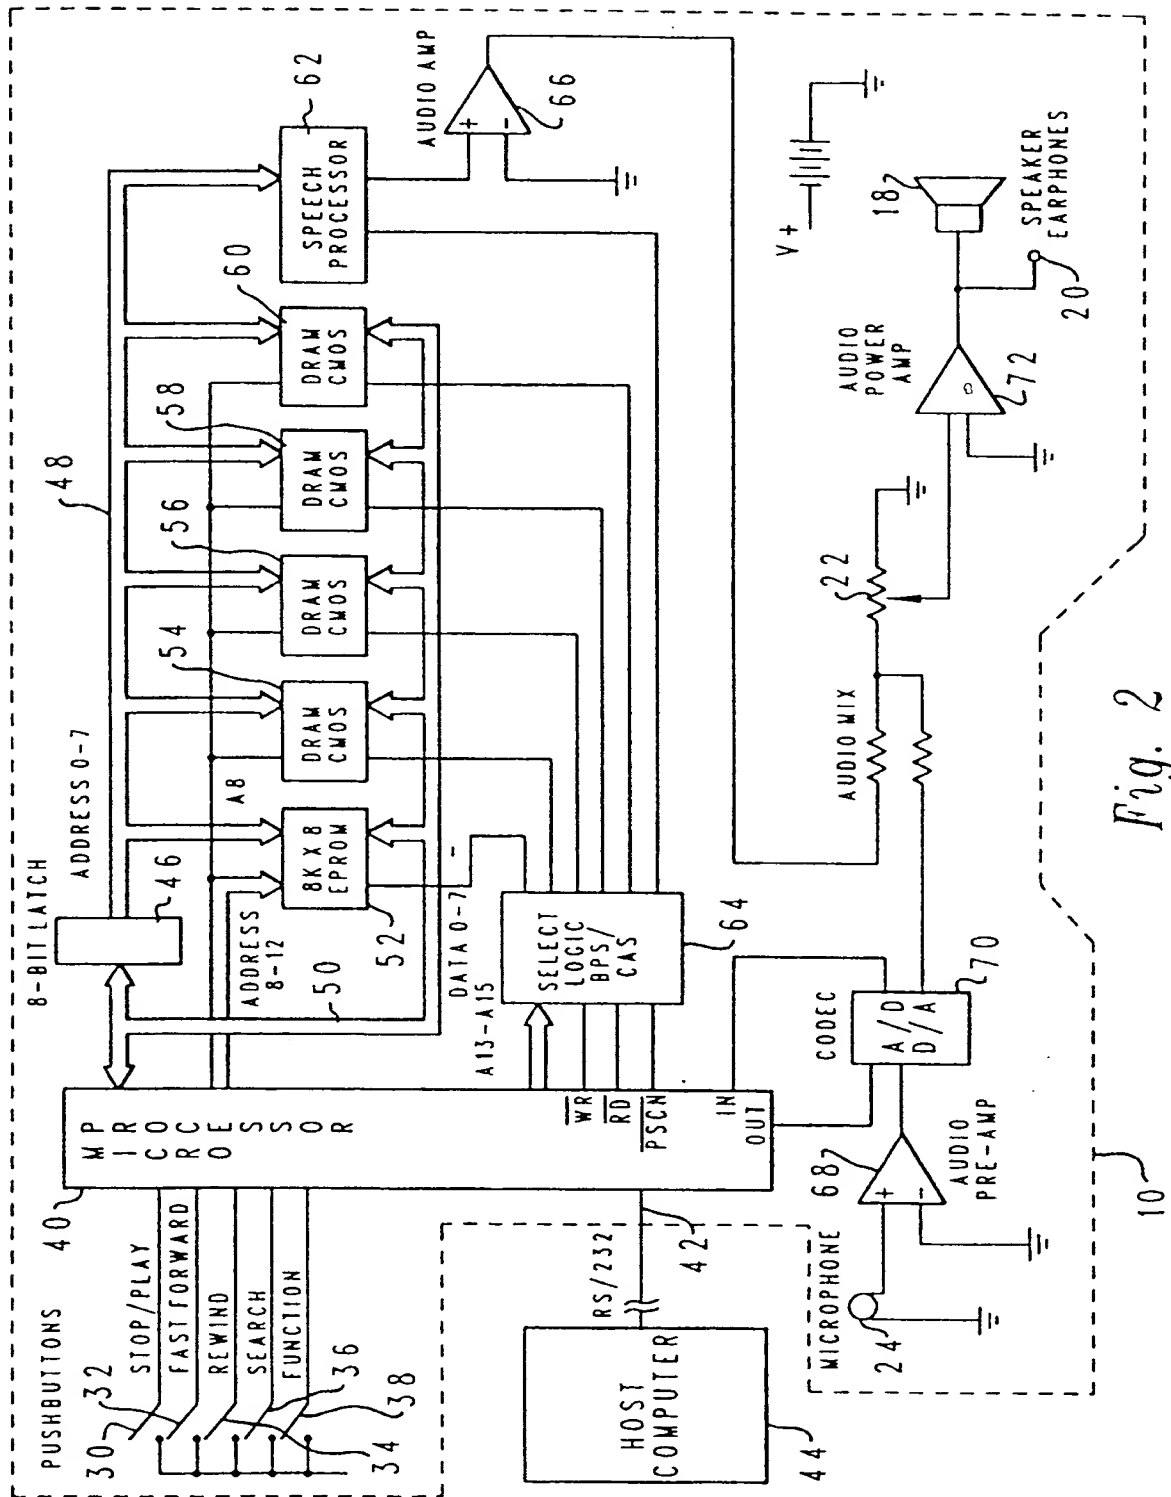 PUSHBUTTONS
30
32
STOP/PLAY
FAST FORWARD
REWIND
SEARCH
FUNCTION
34
36
38
40
MICROPROCESSOR
8-BIT LATCH
46
ADDRESS 0-7
48
ADDRESS
8-12
50
A8
8K X 8
EPROM
52
DRAM
CMOS
54
DRAM
CMOS
56
DRAM
CMOS
58
DRAM
CMOS
60
SPEECH
PROCESSOR
62
DATA 0-7
A13-A15
SELECT
LOGIC
BPS/
CAS
64
WR
RD
PSCN
IN
OUT
AUDIO AMP
+
-
66
HOST
COMPUTER
44
RS/232
42
MICROPHONE
24
68
+
-
AUDIO
PRE-AMP
CODEC
A/D
D/A
70
AUDIO MIX
22
AUDIO
POWER
AMP
72
18
SPEAKER
EARPHONES
20
V+
10
Fig. 2